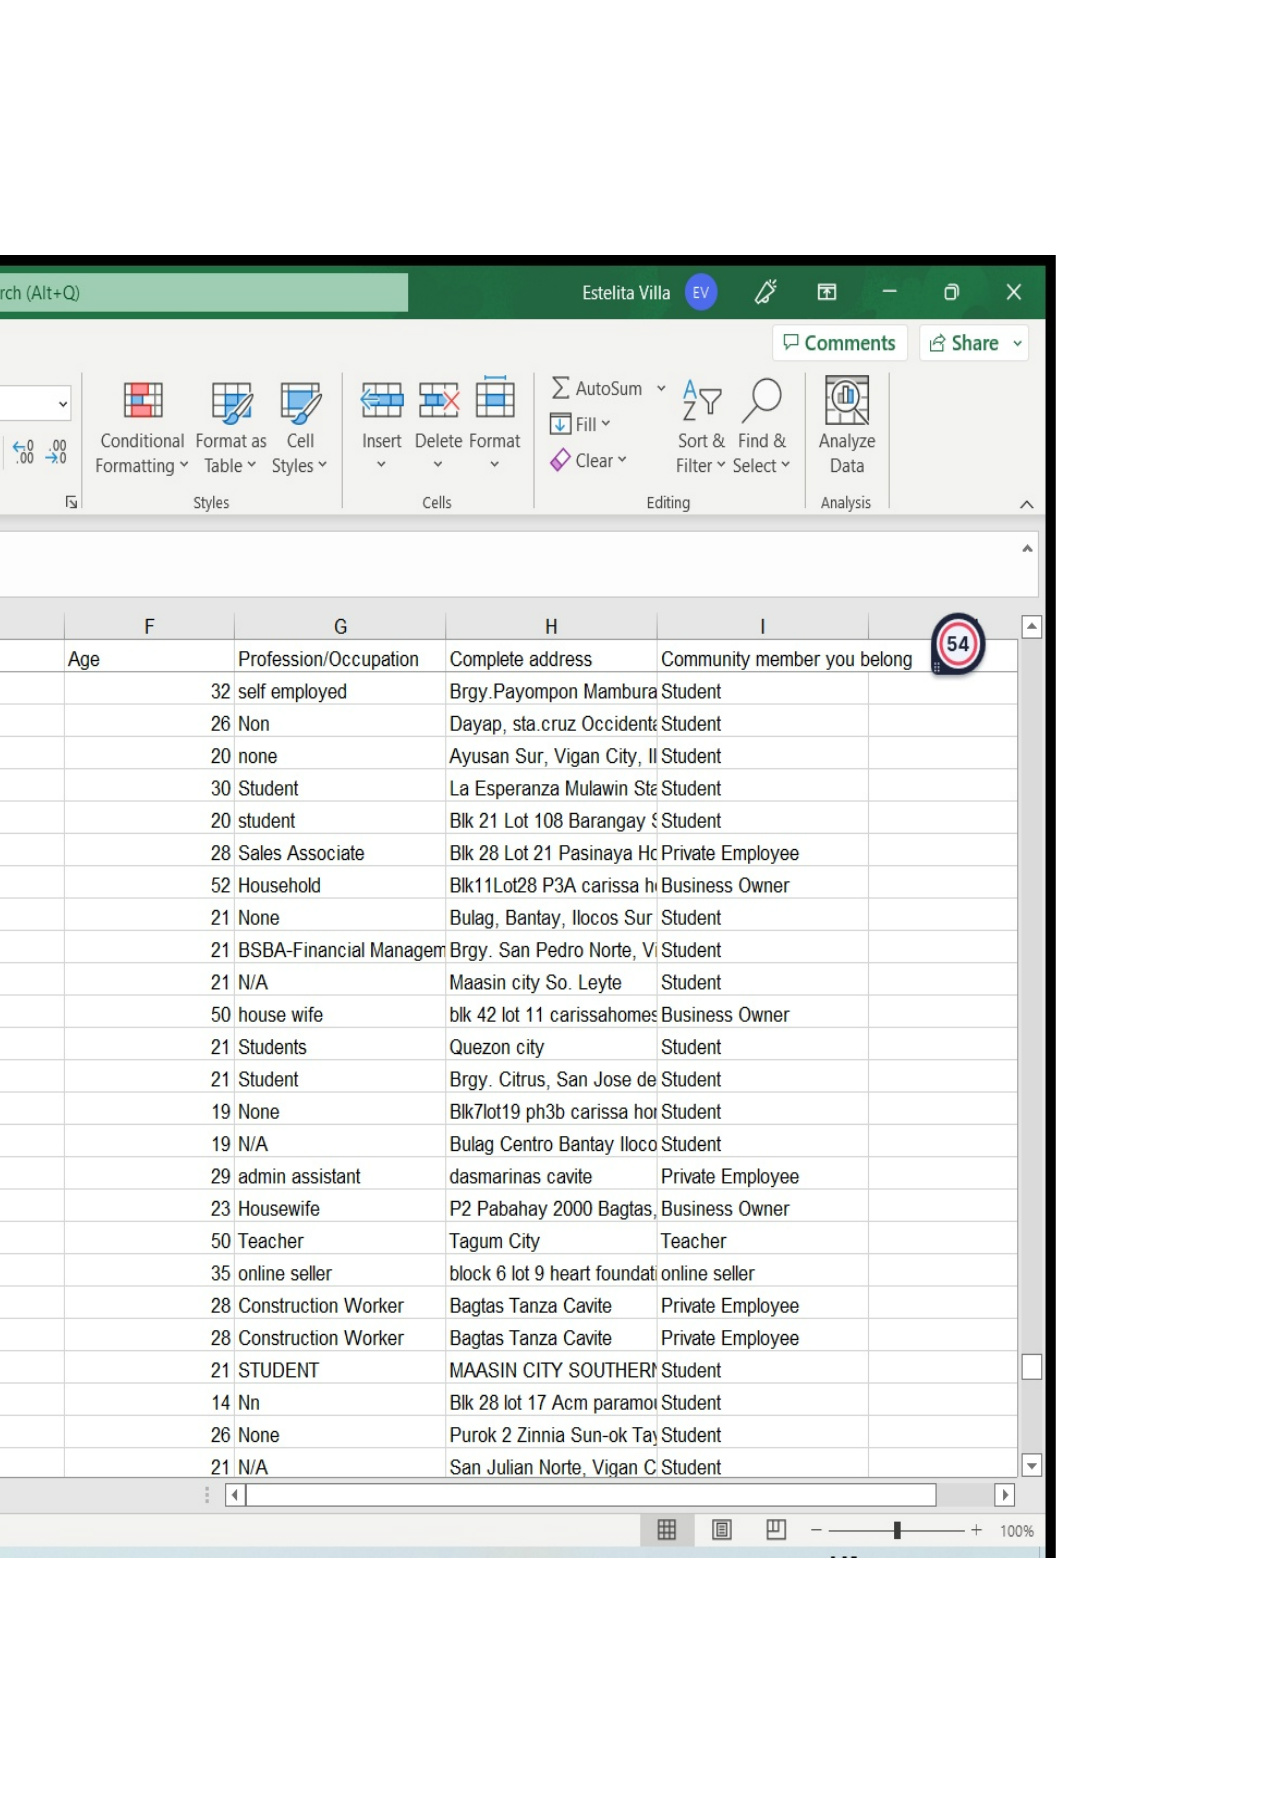 rch (Alt+Q) Estelita Villa EV
Comments Share
AutoSum
Fill
Conditional Format as Cell Insert Delete Format Sort & Find & Analyze
Formatting Table Styles Clear Filter Select Data
Styles Cells Editing Analysis
F G H I
54
Age Profession/Occupation Complete address Community member you belong
32 self employed Brgy.Payompon Mambura Student
26 Non Dayap, sta.cruz Occidenta Student
20 none Ayusan Sur, Vigan City, Il Student
30 Student La Esperanza Mulawin Sta Student
20 student Blk 21 Lot 108 Barangay S Student
28 Sales Associate Blk 28 Lot 21 Pasinaya Ho Private Employee
52 Household Blk11Lot28 P3A carissa ho Business Owner
21 None Bulag, Bantay, Ilocos Sur Student
21 BSBA-Financial Managem Brgy. San Pedro Norte, Vi Student
21 N/A Maasin city So. Leyte Student
50 house wife blk 42 lot 11 carissahomes Business Owner
21 Students Quezon city Student
21 Student Brgy. Citrus, San Jose de Student
19 None Blk7lot19 ph3b carissa hor Student
19 N/A Bulag Centro Bantay Iloco Student
29 admin assistant dasmarinas cavite Private Employee
23 Housewife P2 Pabahay 2000 Bagtas, Business Owner
50 Teacher Tagum City Teacher
35 online seller block 6 lot 9 heart foundati online seller
28 Construction Worker Bagtas Tanza Cavite Private Employee
28 Construction Worker Bagtas Tanza Cavite Private Employee
21 STUDENT MAASIN CITY SOUTHERN Student
14 Nn Blk 28 lot 17 Acm paramou Student
26 None Purok 2 Zinnia Sun-ok Tay Student
21 N/A San Julian Norte, Vigan C Student
100%